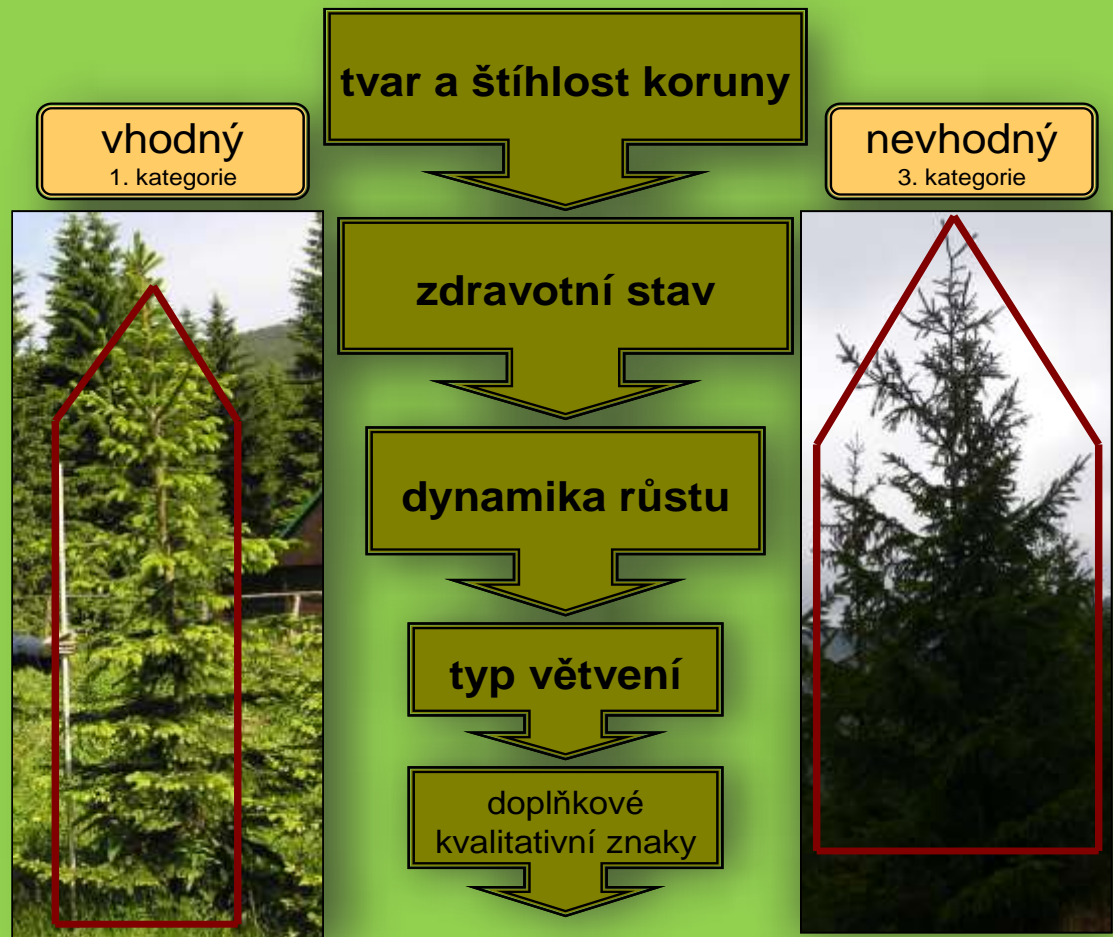 tvar a štíhlost koruny
vhodný
1. kategorie
nevhodný
3. kategorie
zdravotní stav
dynamika růstu
typ větvení
doplňkové
kvalitativní znaky